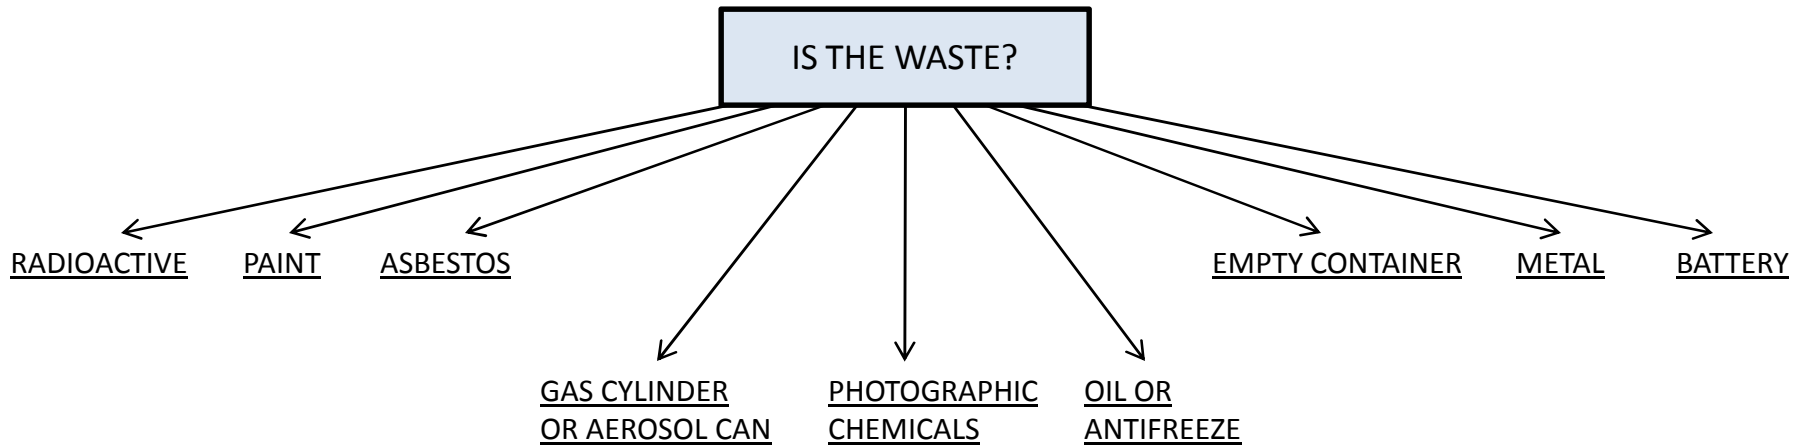 IS THE WASTE?
RADIOACTIVE
PAINT
ASBESTOS
EMPTY CONTAINER
METAL
BATTERY
GAS CYLINDER
OR AEROSOL CAN
PHOTOGRAPHIC
CHEMICALS
OIL OR
ANTIFREEZE